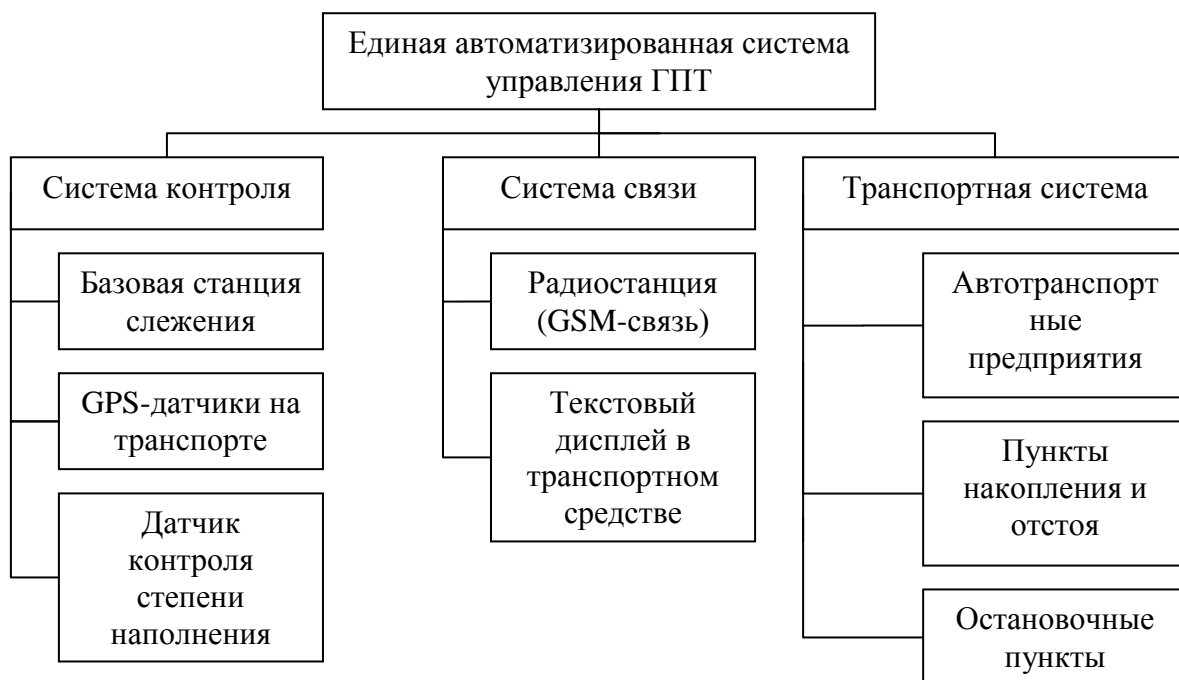 Единая автоматизированная система
управления ГПТ
Система контроля
Базовая станция
слежения
GPS-датчики на
транспорте
Датчик
контроля
степени
наполнения
Система связи
Радиостанция
(GSM-связь)
Текстовый
дисплей в
транспортном
средстве
Транспортная система
Автотранспорт
ные
предприятия
Пункты
накопления и
отстоя
Остановочные
пункты